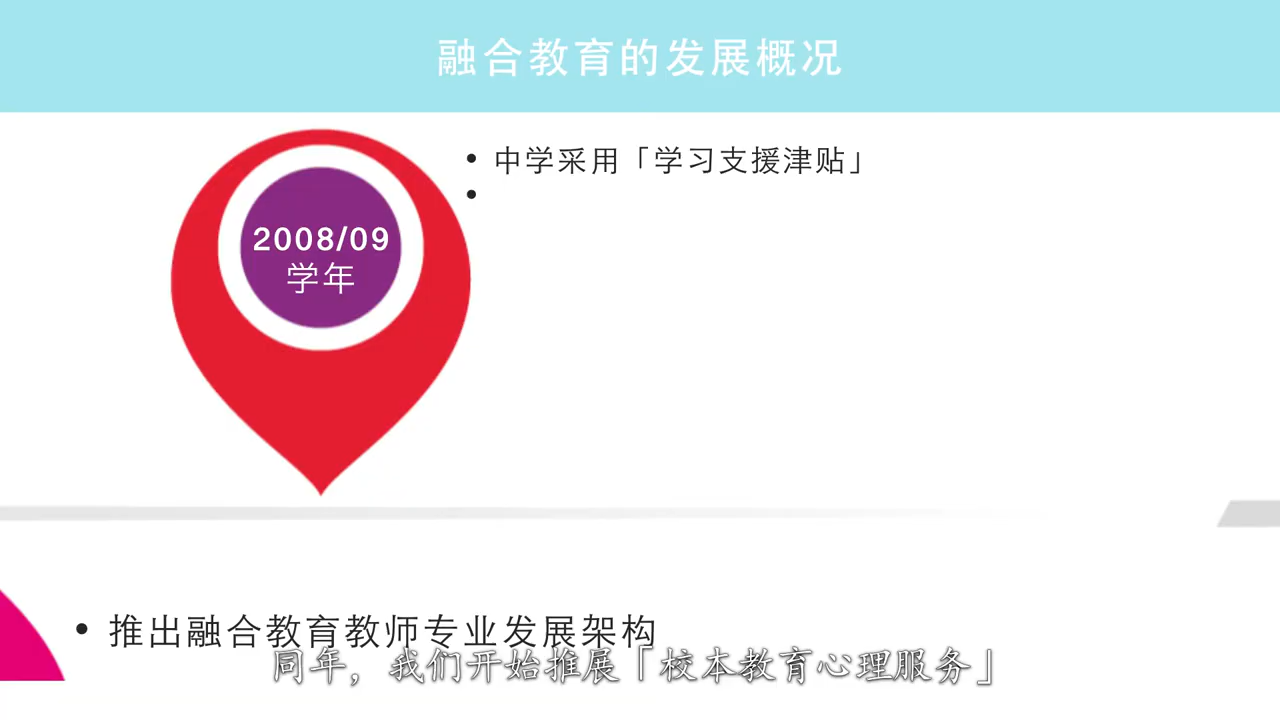 融合教育的发展概况
• 中学采用「学习支援津贴」
•
2008/09
学年
• 推出融合教育教师专业发展架构
同年，我们开始推展「校本教育心理服务」